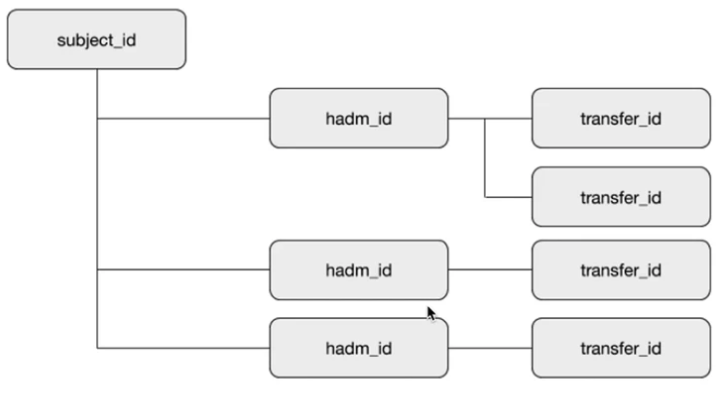 subject_id
hadm_id
transfer_id
transfer_id
hadm_id
transfer_id
hadm_id
transfer_id